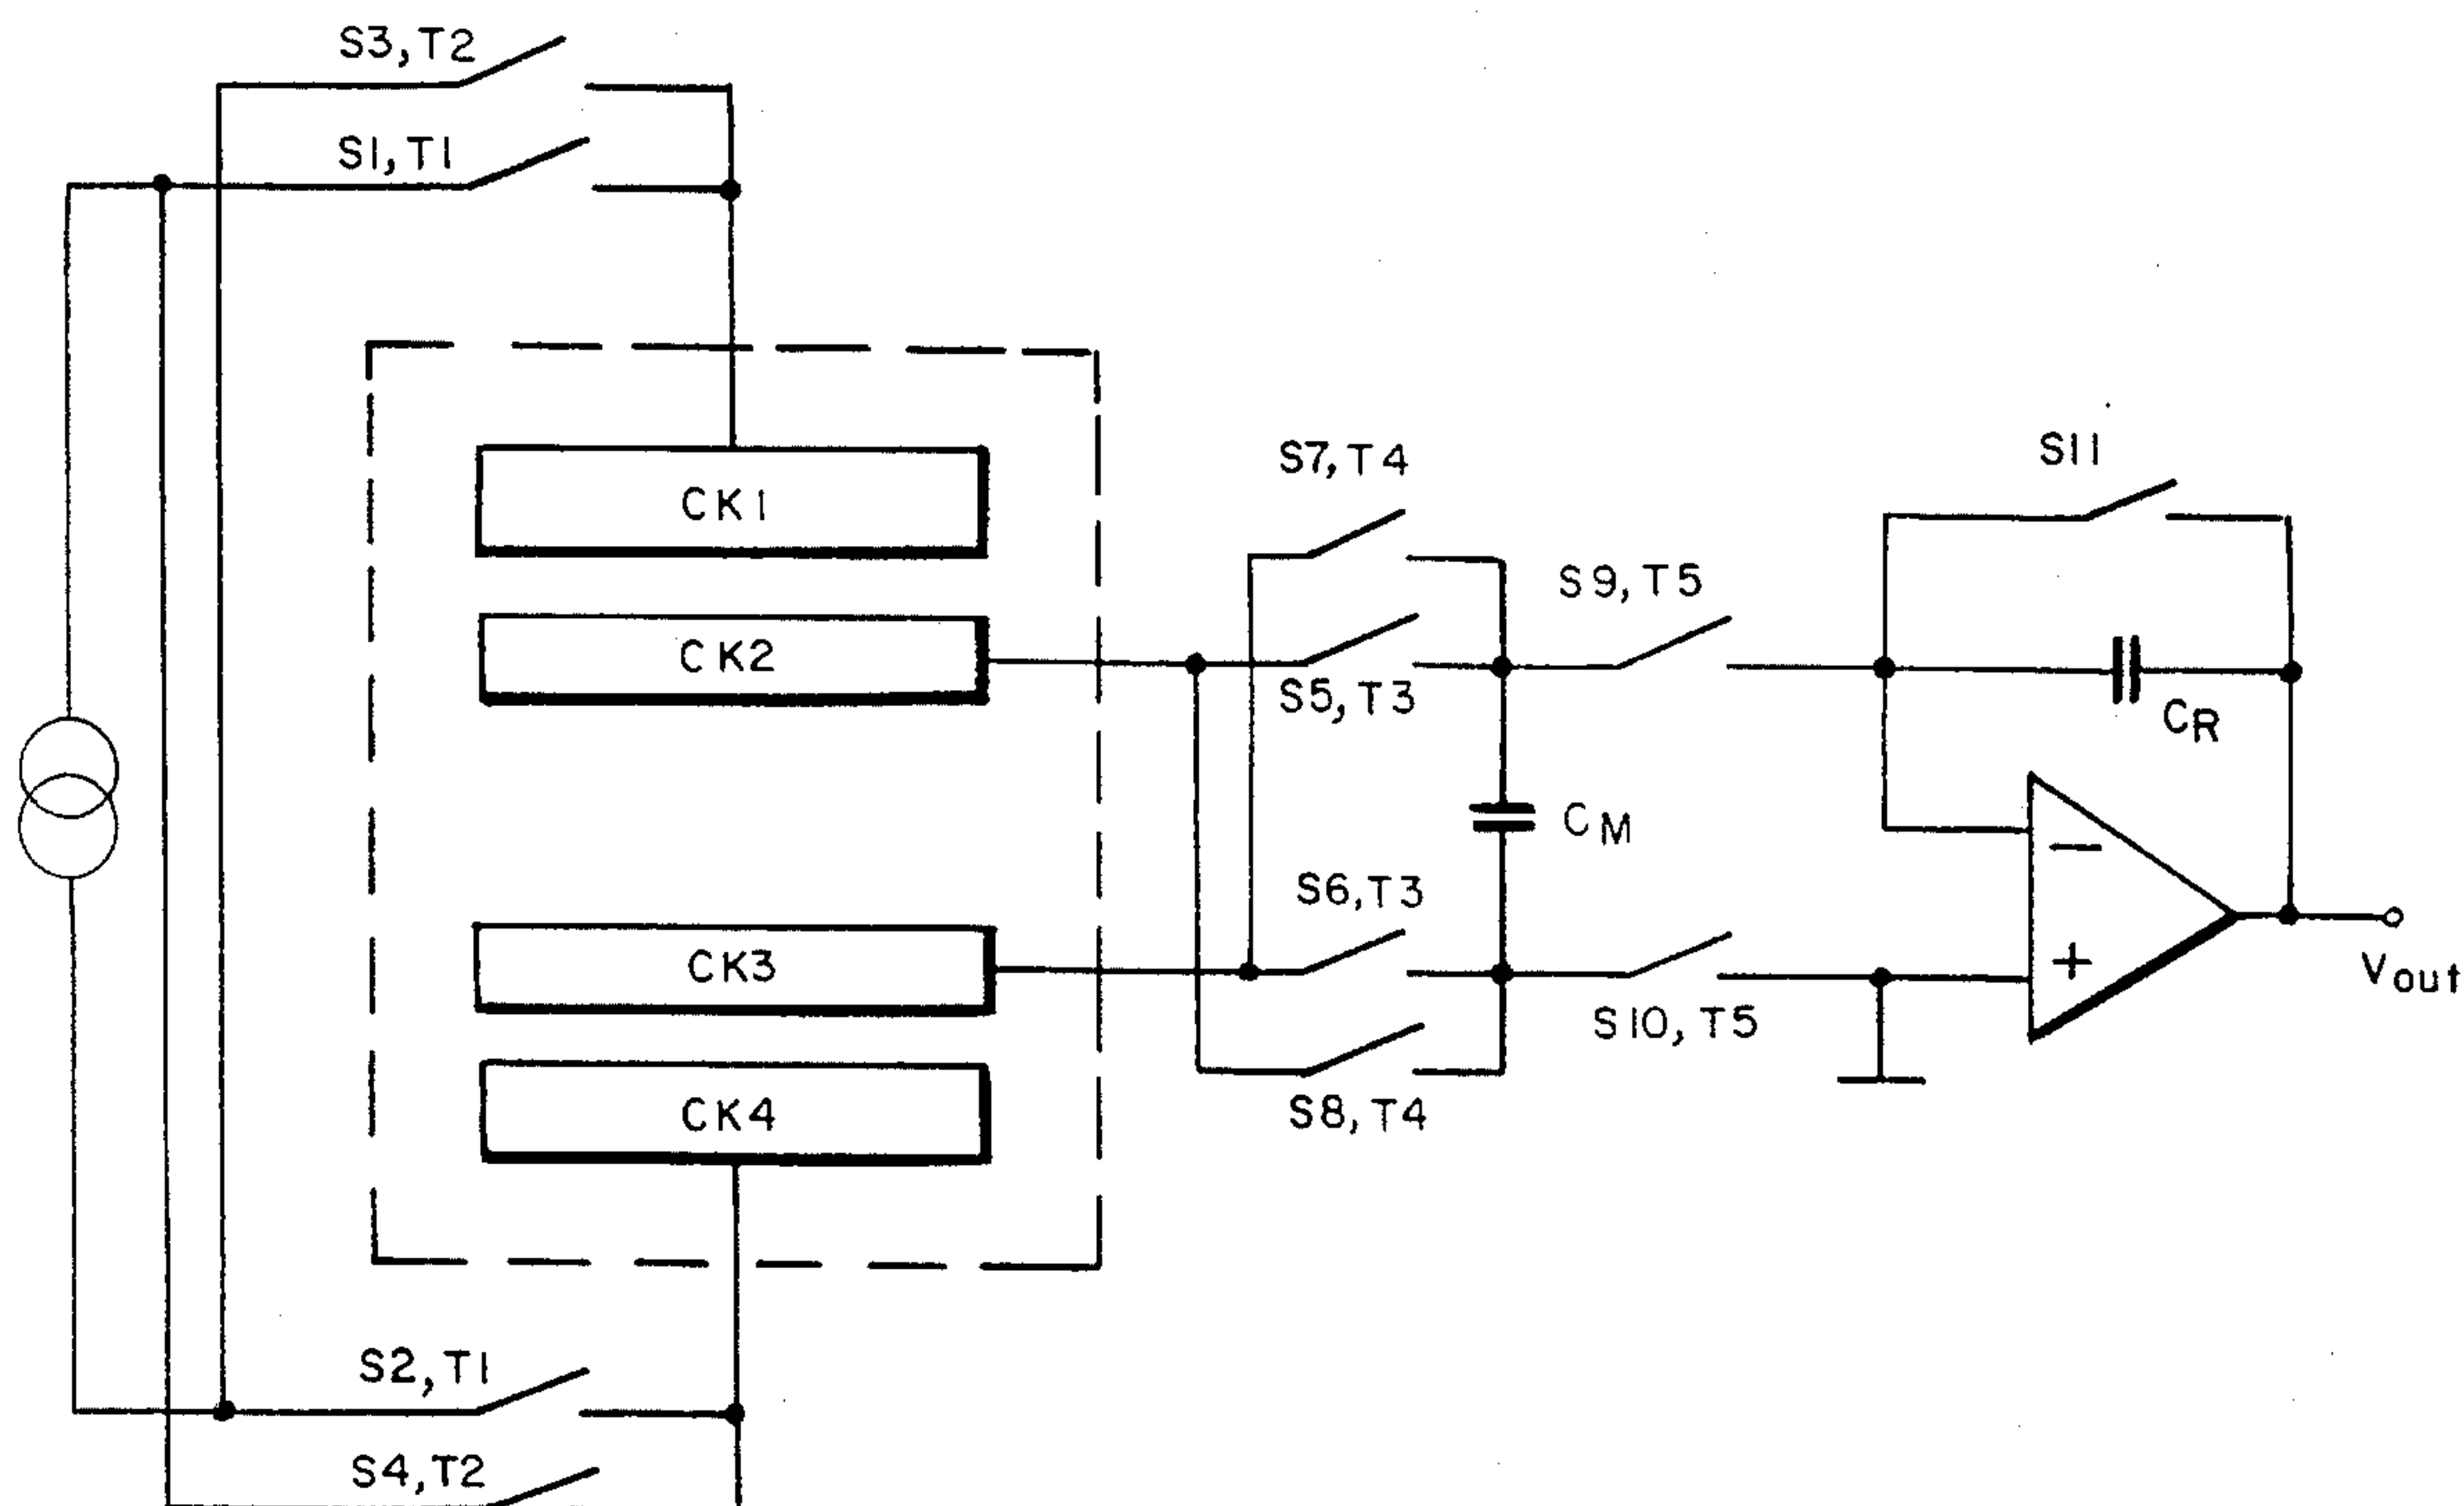 S3,T2
S1,T1
CK1
CK2
CK3
CK4
S7,T4
S5,T3
S9,T5
S11
CR
CM
S6,T3
S10,T5
S8,T4
−
+
Vout
S2,T1
S4,T2